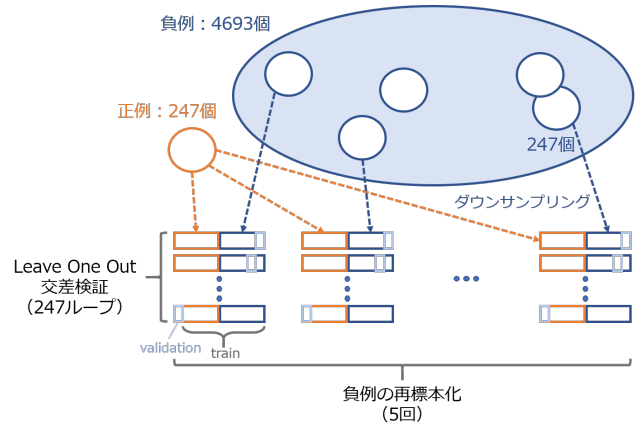 負例：4693個
正例：247個
247個
ダウンサンプリング
Leave One Out
交差検証
（247ループ）
validation
train
負例の再標本化
（5回）